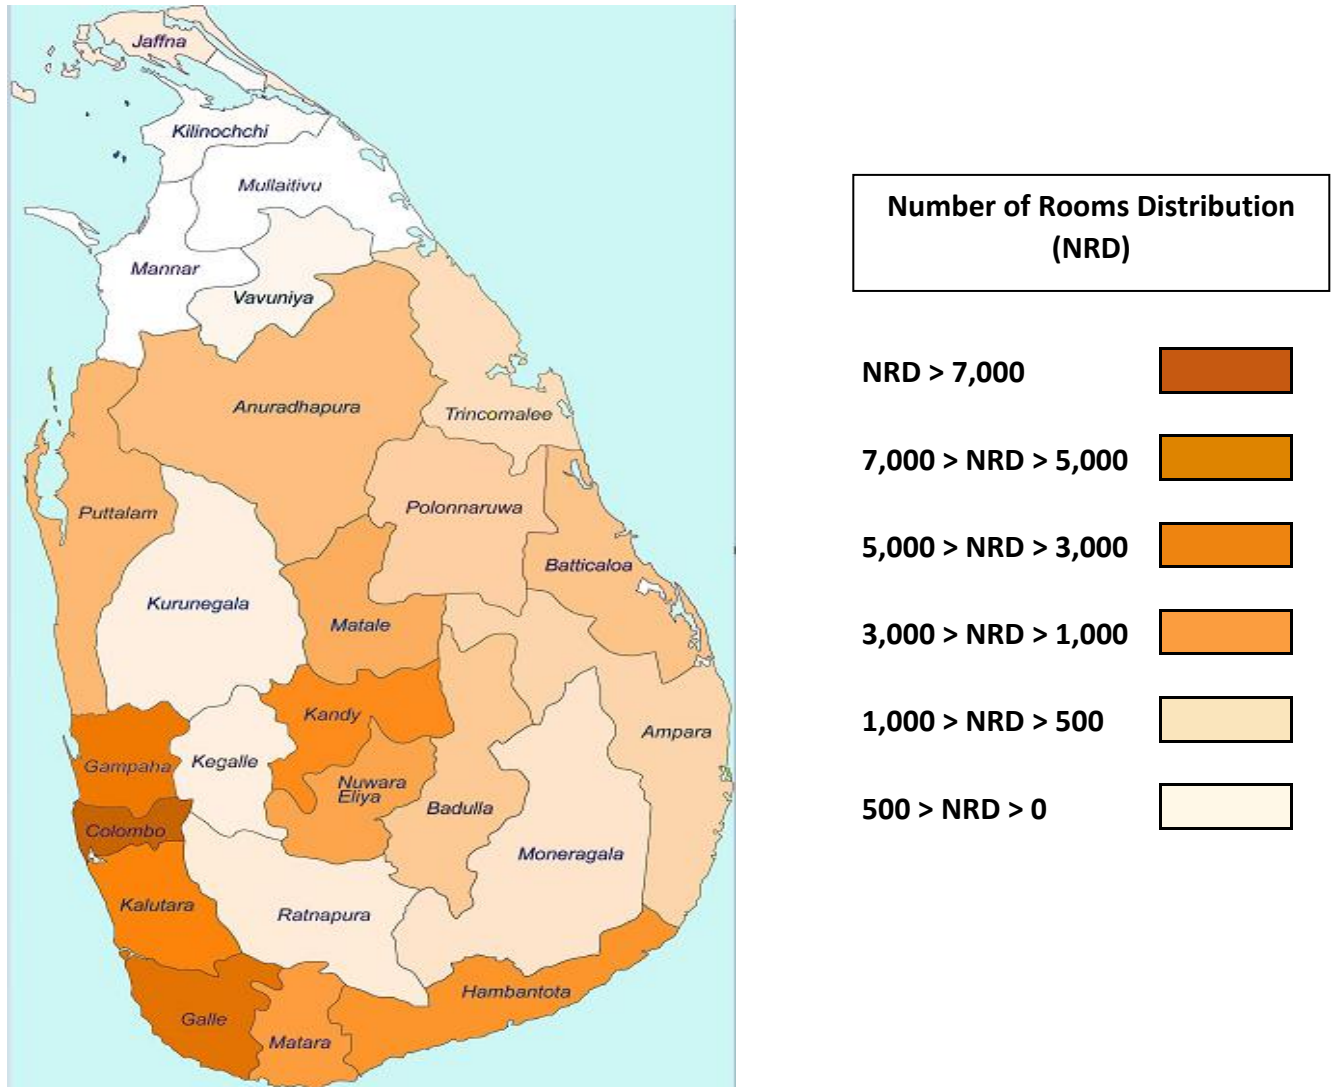 Jaffna
Kilinochchi
Mullaitivu
Mannar
Vavuniya
Anuradhapura
Trincomalee
Puttalam
Polonnaruwa
Batticaloa
Kurunegala
Matale
Kandy
Ampara
Gampaha
Kegalle
Nuwara
Eliya
Badulla
Colombo
Moneragala
Kalutara
Ratnapura
Hambantota
Galle
Matara
Number of Rooms Distribution
(NRD)
NRD > 7,000
7,000 > NRD > 5,000
5,000 > NRD > 3,000
3,000 > NRD > 1,000
1,000 > NRD > 500
500 > NRD > 0